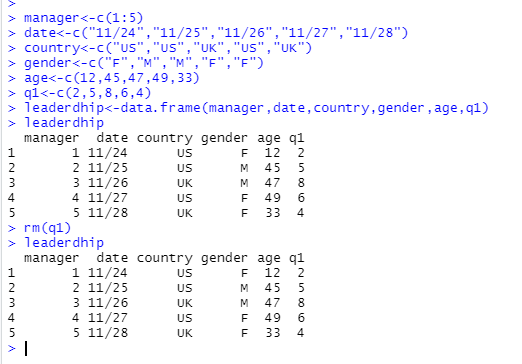 >
> manager<-c(1:5)
> date<-c("11/24","11/25","11/26","11/27","11/28")
> country<-c("US","US","UK","US","UK")
> gender<-c("F","M","M","F","F")
> age<-c(12,45,47,49,33)
> q1<-c(2,5,8,6,4)
> leaderdhip<-data.frame(manager,date,country,gender,age,q1)
> leaderdhip
  manager  date country gender age q1
1       1 11/24      US      F  12  2
2       2 11/25      US      M  45  5
3       3 11/26      UK      M  47  8
4       4 11/27      US      F  49  6
5       5 11/28      UK      F  33  4
> rm(q1)
> leaderdhip
  manager  date country gender age q1
1       1 11/24      US      F  12  2
2       2 11/25      US      M  45  5
3       3 11/26      UK      M  47  8
4       4 11/27      US      F  49  6
5       5 11/28      UK      F  33  4
>